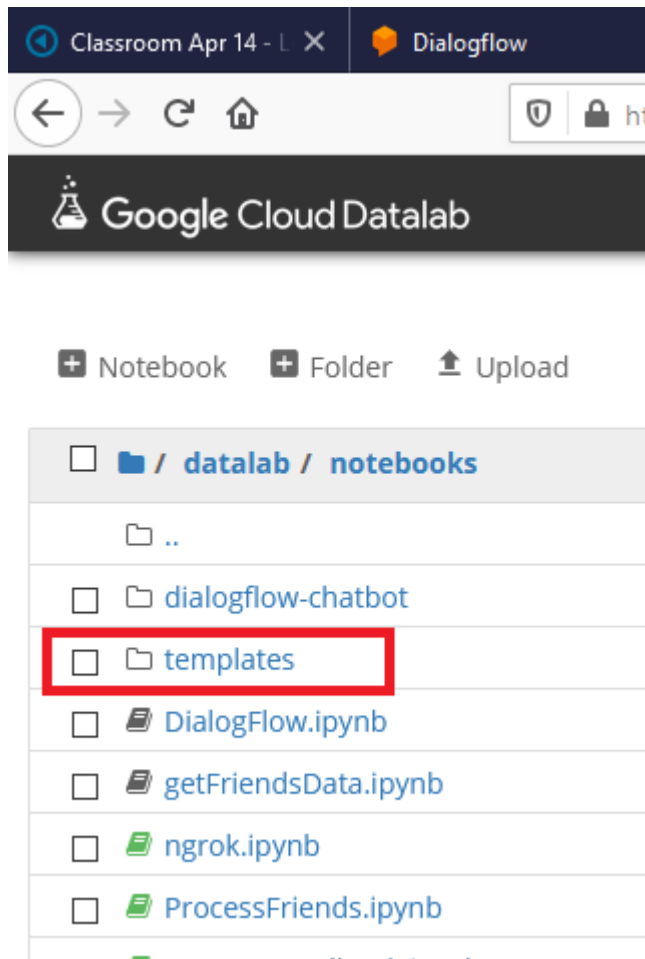 Classroom Apr 14 - L Dialogflow
Google Cloud Datalab
Notebook Folder Upload
/ datalab / notebooks
..
dialogflow-chatbot
templates
DialogFlow.ipynb
getFriendsData.ipynb
ngrok.ipynb
ProcessFriends.ipynb